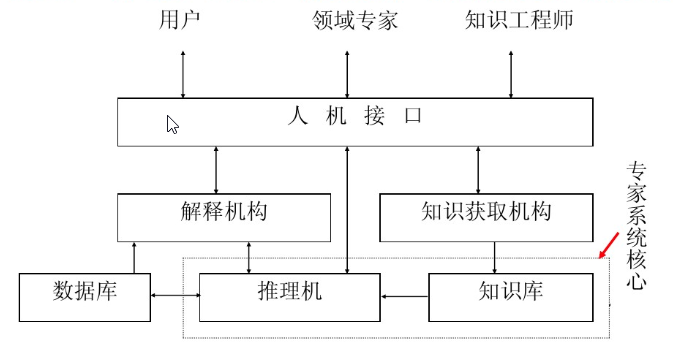 用户 领域专家 知识工程师
人 机 接 口
解释机构 知识获取机构
专家系统核心
数据库 推理机 知识库